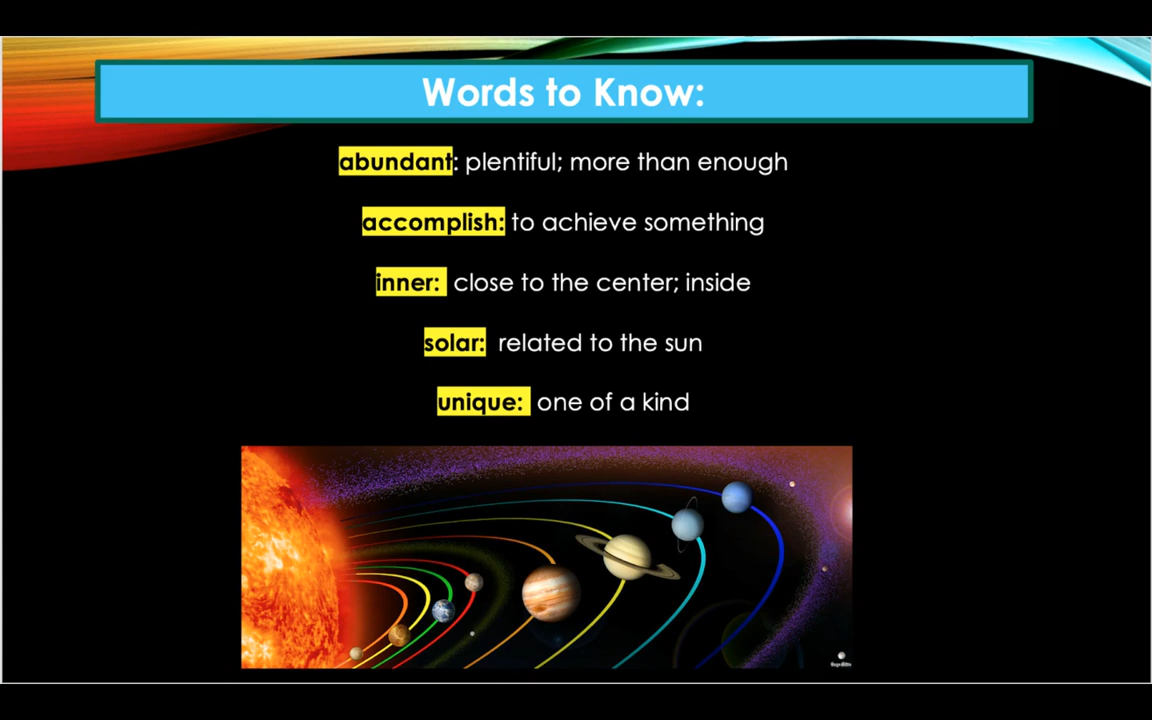 Words to Know:
abundant: plentiful; more than enough
accomplish: to achieve something
inner: close to the center; inside
solar: related to the sun
unique: one of a kind